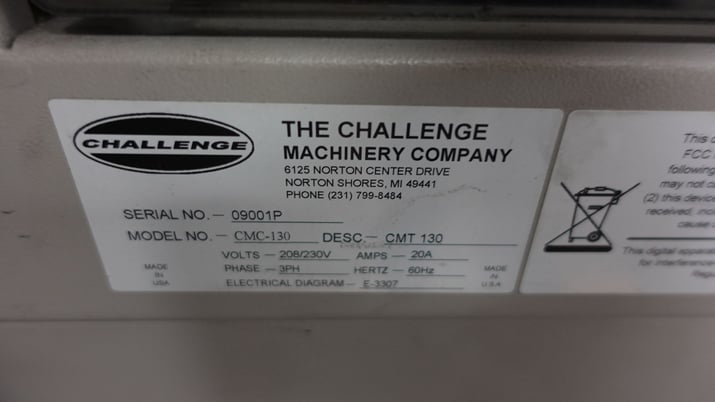 CHALLENGE
THE CHALLENGE
MACHINERY COMPANY
6125 NORTON CENTER DRIVE
NORTON SHORES, MI 49441
PHONE (231) 799-8484
SERIAL NO. — 09001P
MODEL NO. — CMC-130 DESC — CMT 130
VOLTS — 208/230V AMPS — 20A
PHASE — 3PH HERTZ — 60Hz
ELECTRICAL DIAGRAM — E-3307
MADE
IN
USA
MADE
IN
USA
This
FCC
following
may not
(2) this device
received,
cause
This digital
for interference